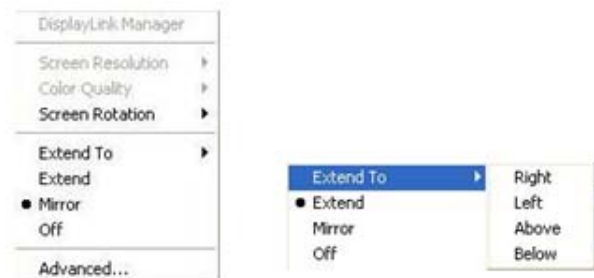 DisplayLink Manager
Screen Resolution
Color Quality
Screen Rotation
Extend To
Extend
Mirror
Off
Advanced...
Extend To
Extend
Mirror
Off
Right
Left
Above
Below